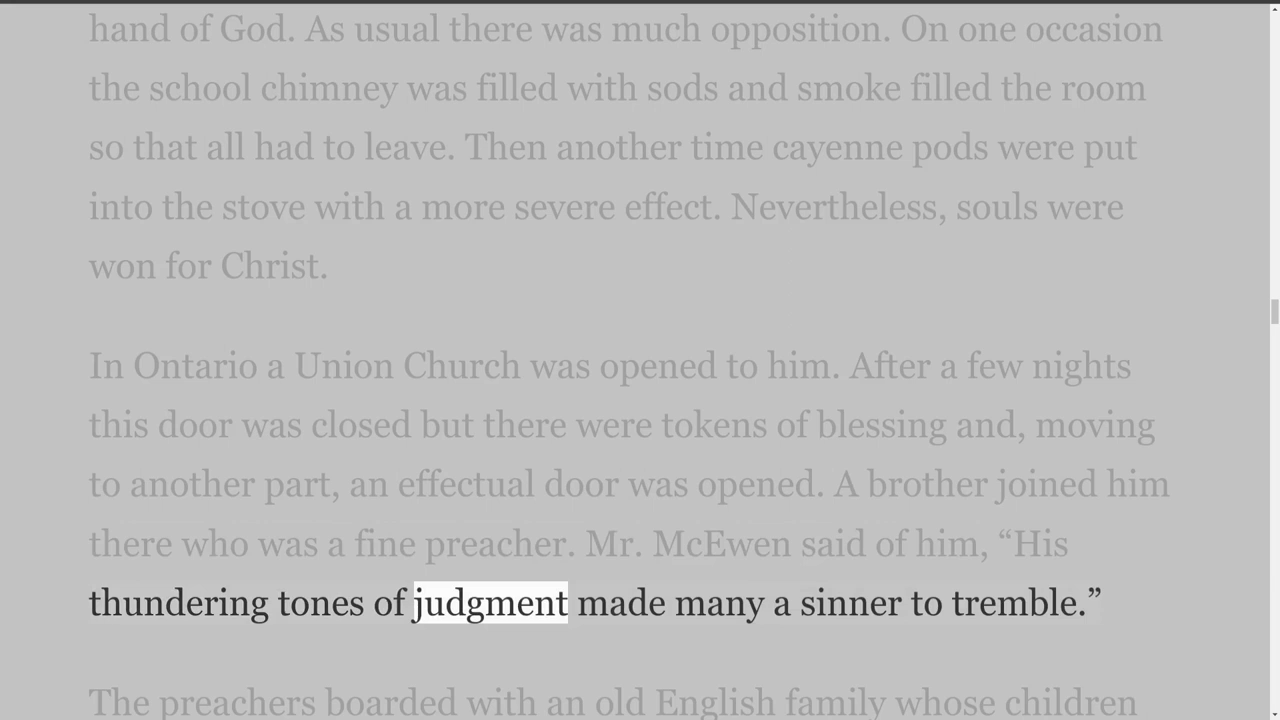 hand of God. As usual there was much opposition. On one occasion
the school chimney was filled with sods and smoke filled the room
so that all had to leave. Then another time cayenne pods were put
into the stove with a more severe effect. Nevertheless, souls were
won for Christ.
In Ontario a Union Church was opened to him. After a few nights
this door was closed but there were tokens of blessing and, moving
to another part, an effectual door was opened. A brother joined him
there who was a fine preacher. Mr. McEwen said of him, “His
thundering tones of judgment made many a sinner to tremble.”
The preachers boarded with an old English family whose children